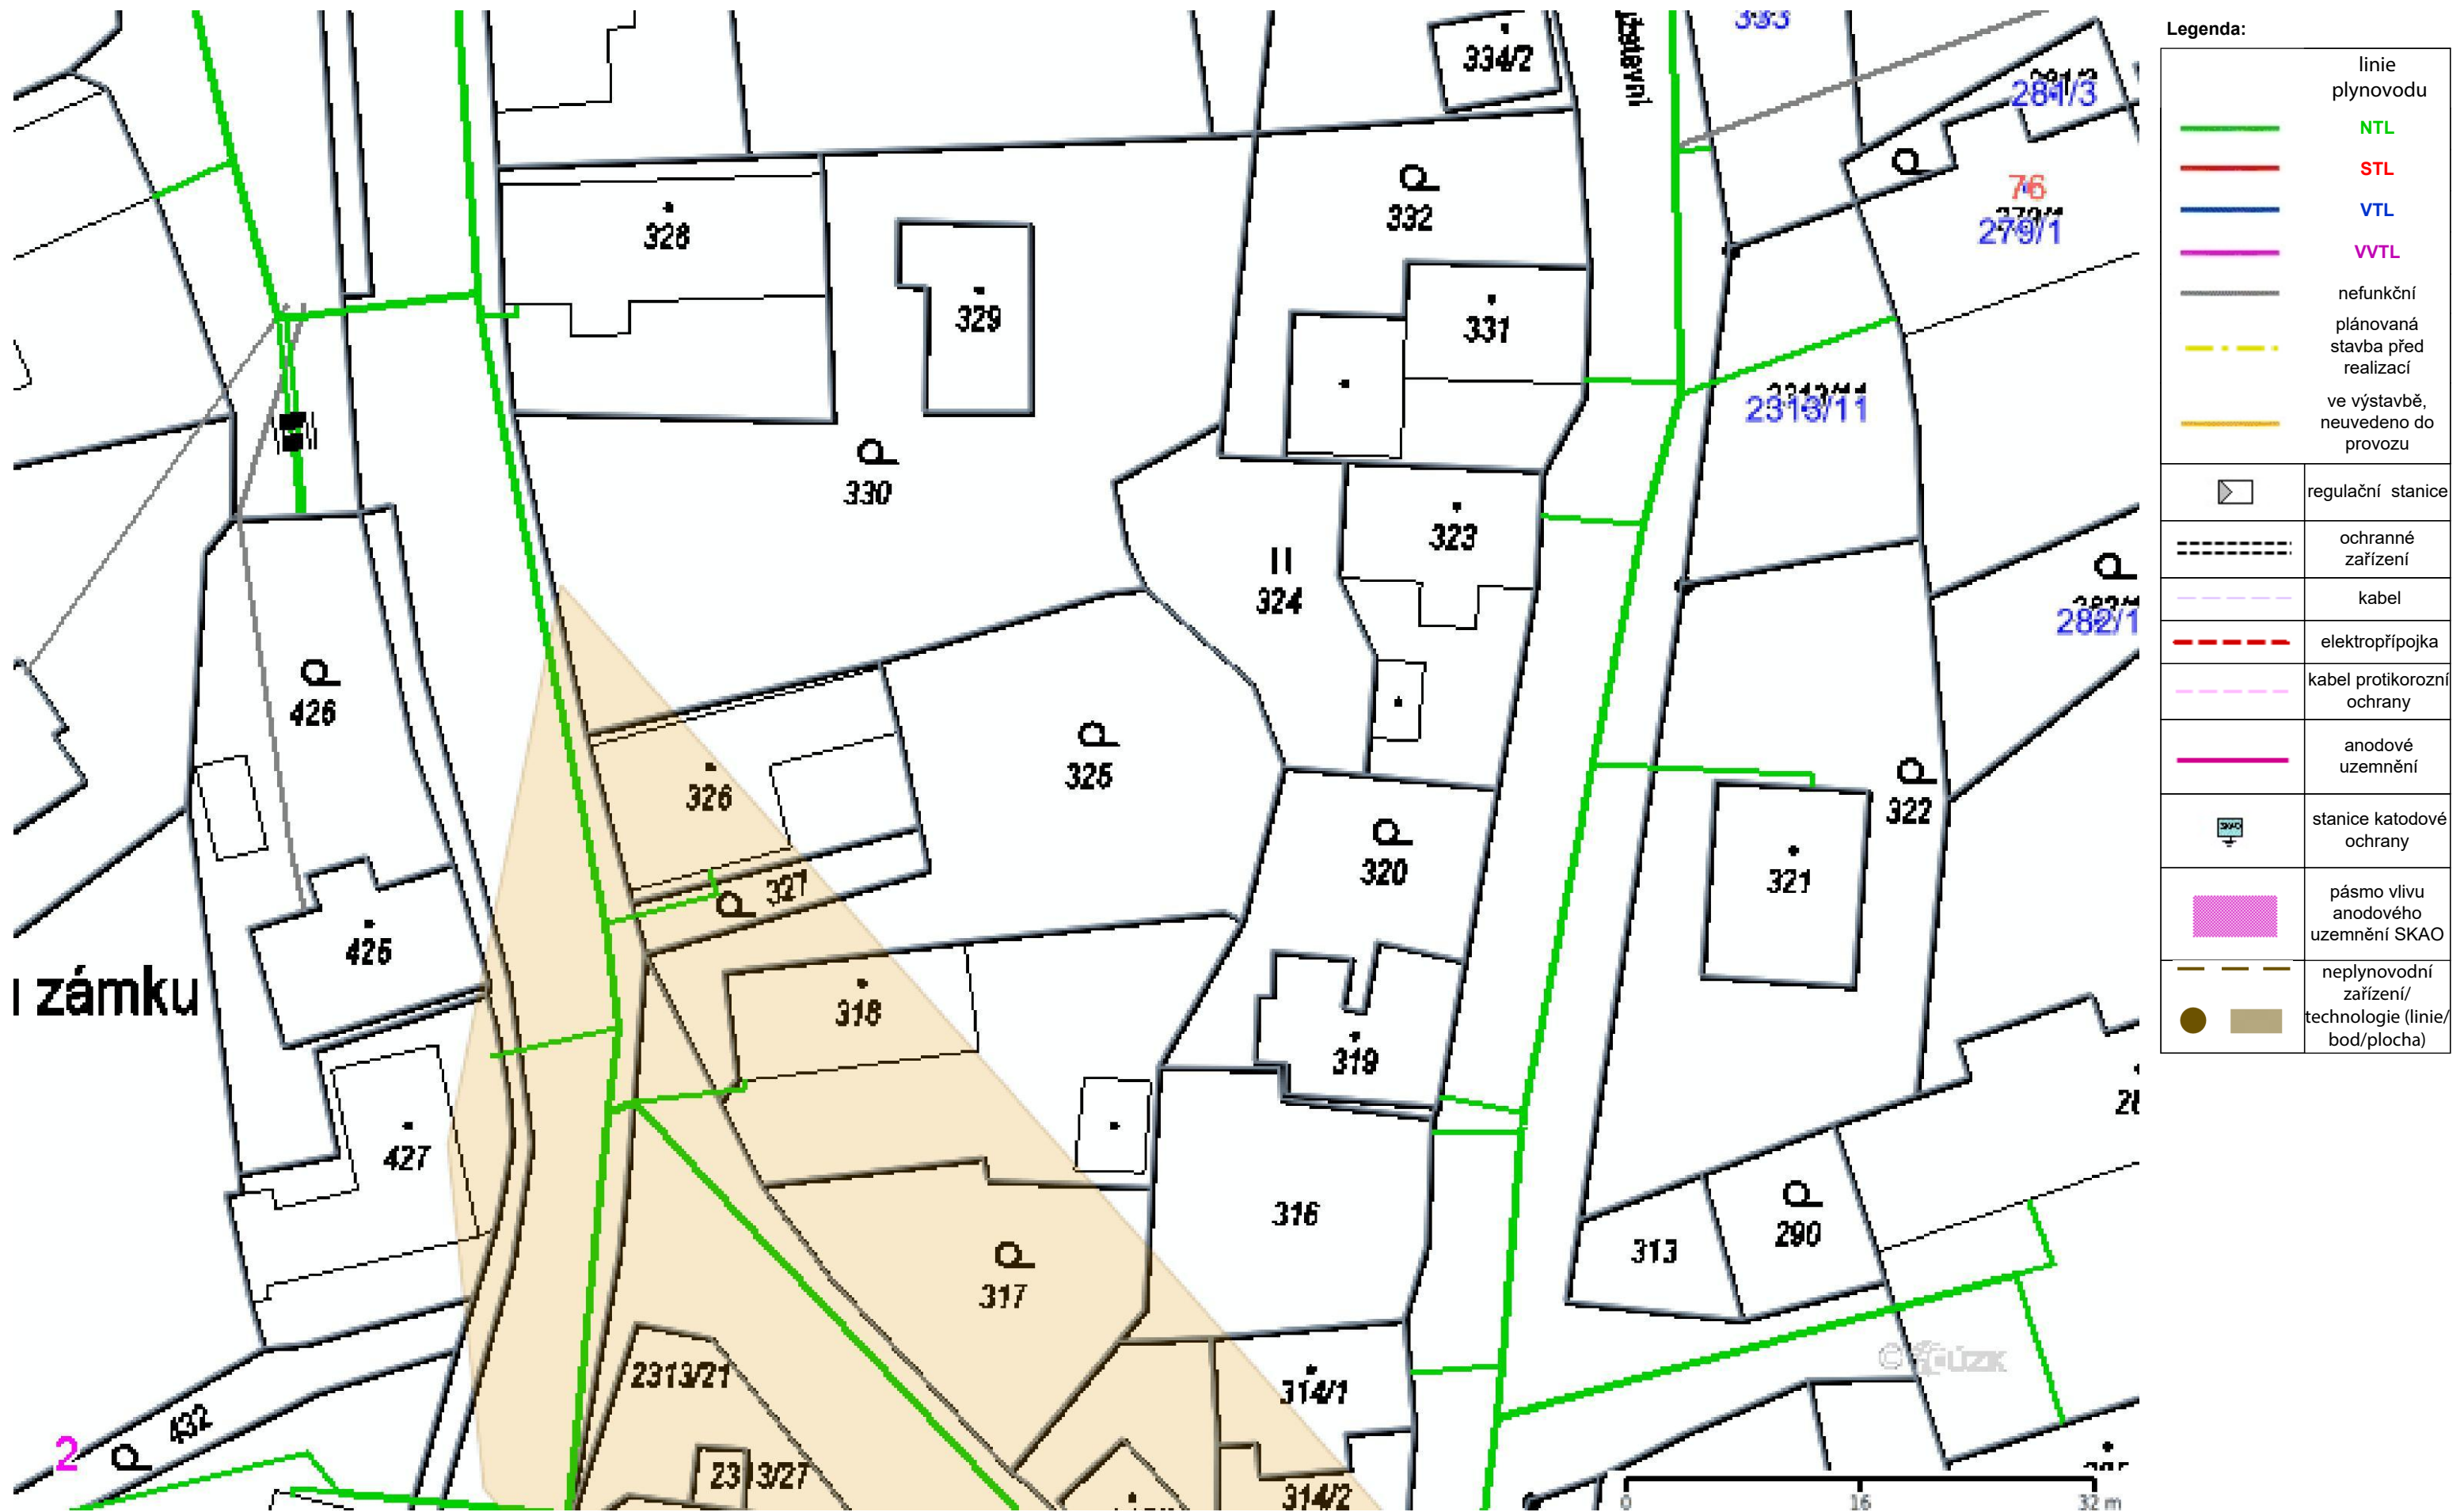 334/2
281/3
76
279/1
332
328
329
331
2313/11
330
323
324
282/1
426
325
326
322
320
327
321
425
318
319
427
316
290
313
317
2313/21
314/1
432
2
2313/27
314/2
0 16 32 m
zámku
Legenda:
linie
plynovodu
NTL
STL
VTL
VVTL
nefunkční
plánovaná
stavba před
realizací
ve výstavbě,
neuvedeno do
provozu
regulační stanice
ochranné
zařízení
kabel
elektropřípojka
kabel protikorozní
ochrany
anodové
uzemnění
SKAO
stanice katodové
ochrany
pásmo vlivu
anodového
uzemnění SKAO
neplynovodní
zařízení/
technologie (linie/
bod/plocha)